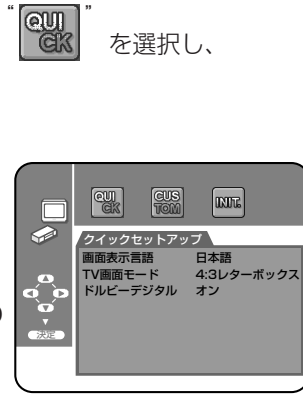 “QUICK” を選択し、
QUICK CUSTOM INIT.
クイックセットアップ
画面表示言語 日本語
TV画面モード 4:3レターボックス
ドルビーデジタル オン
決定